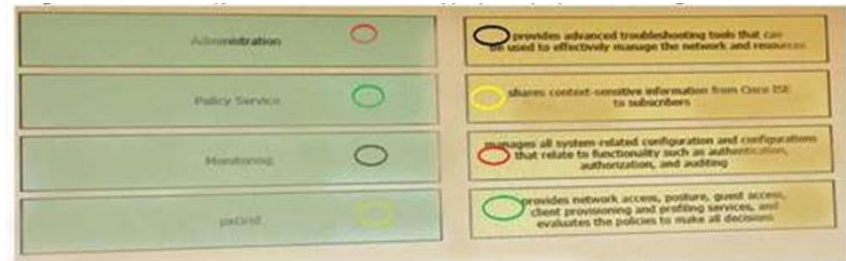 Administration
provides advanced troubleshooting tools that can
be used to effectively manage the network and resources
Policy Service
shares context-sensitive information from Cisco ISE
to subscribers
Monitoring
manages all system-related configuration and configurations
that relate to functionality such as authentication,
authorization, and auditing
pxGrid
provides network access, posture, guest access,
client provisioning and profiling services, and
evaluates the policies to make all decisions